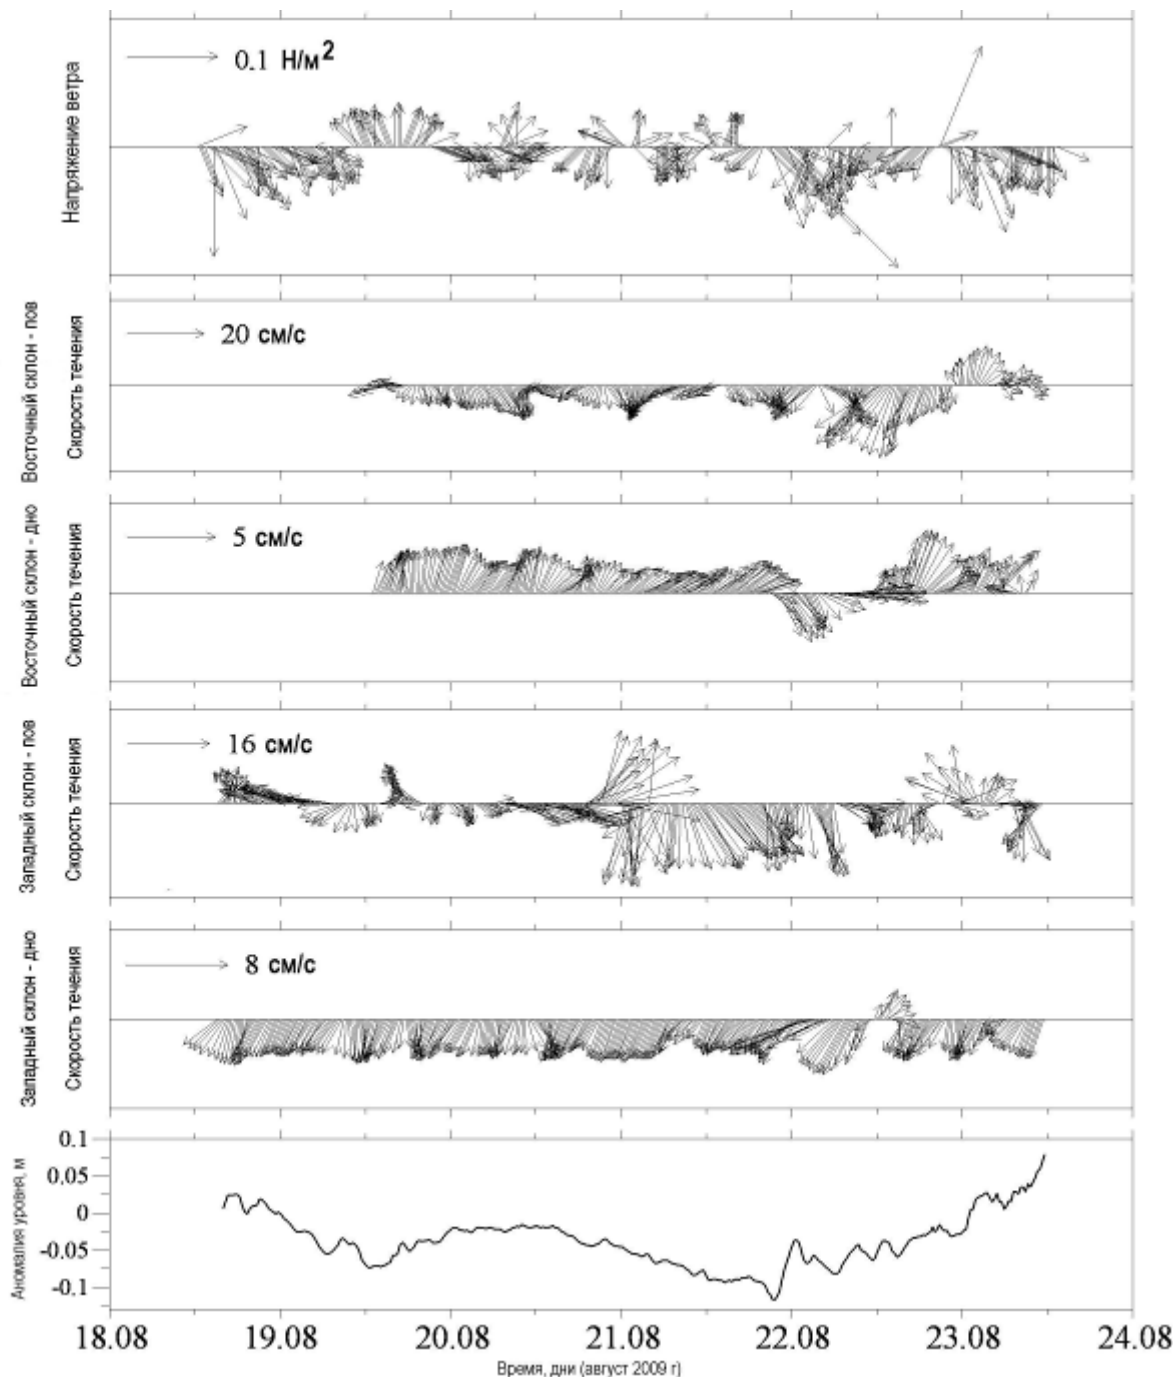 0.1 Н/м²
Напряжение ветра
20 см/с
Восточный склон - пов
Скорость течения
5 см/с
Восточный склон - дно
Скорость течения
16 см/с
Западный склон - пов
Скорость течения
8 см/с
Западный склон - дно
Скорость течения
Аномалия уровня, м
0.1
0.05
0
-0.05
-0.1
18.08 19.08 20.08 21.08 22.08 23.08 24.08
Время, дни (август 2009 г)